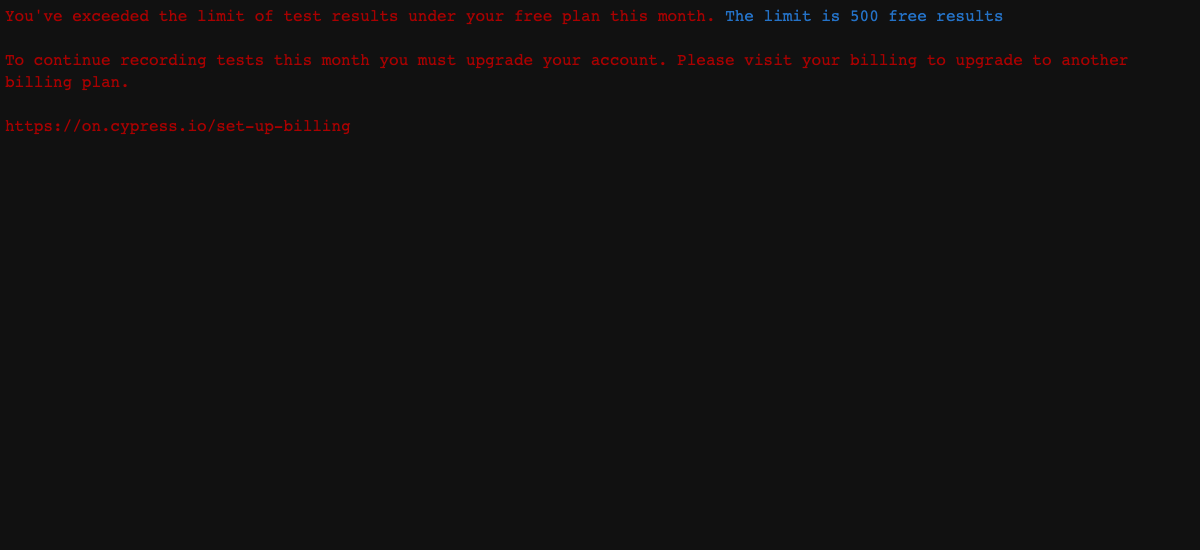 You've exceeded the limit of test results under your free plan this month. The limit is 500 free results
To continue recording tests this month you must upgrade your account. Please visit your billing to upgrade to another
billing plan.
https://on.cypress.io/set-up-billing